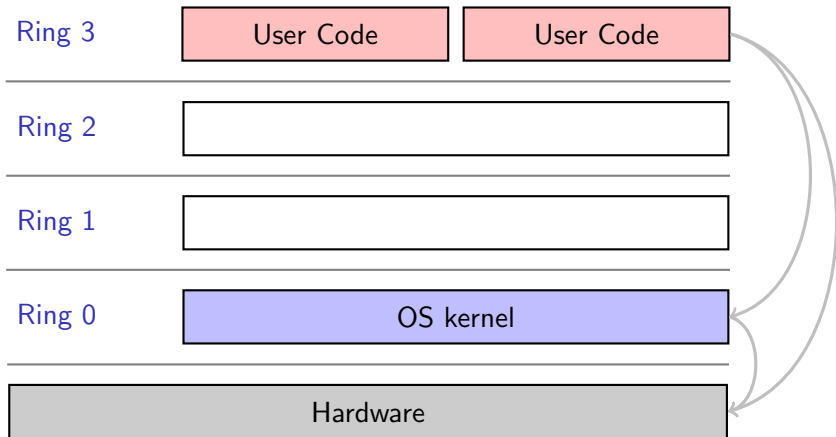 Ring 3 User Code User Code
Ring 2
Ring 1
Ring 0 OS kernel
Hardware